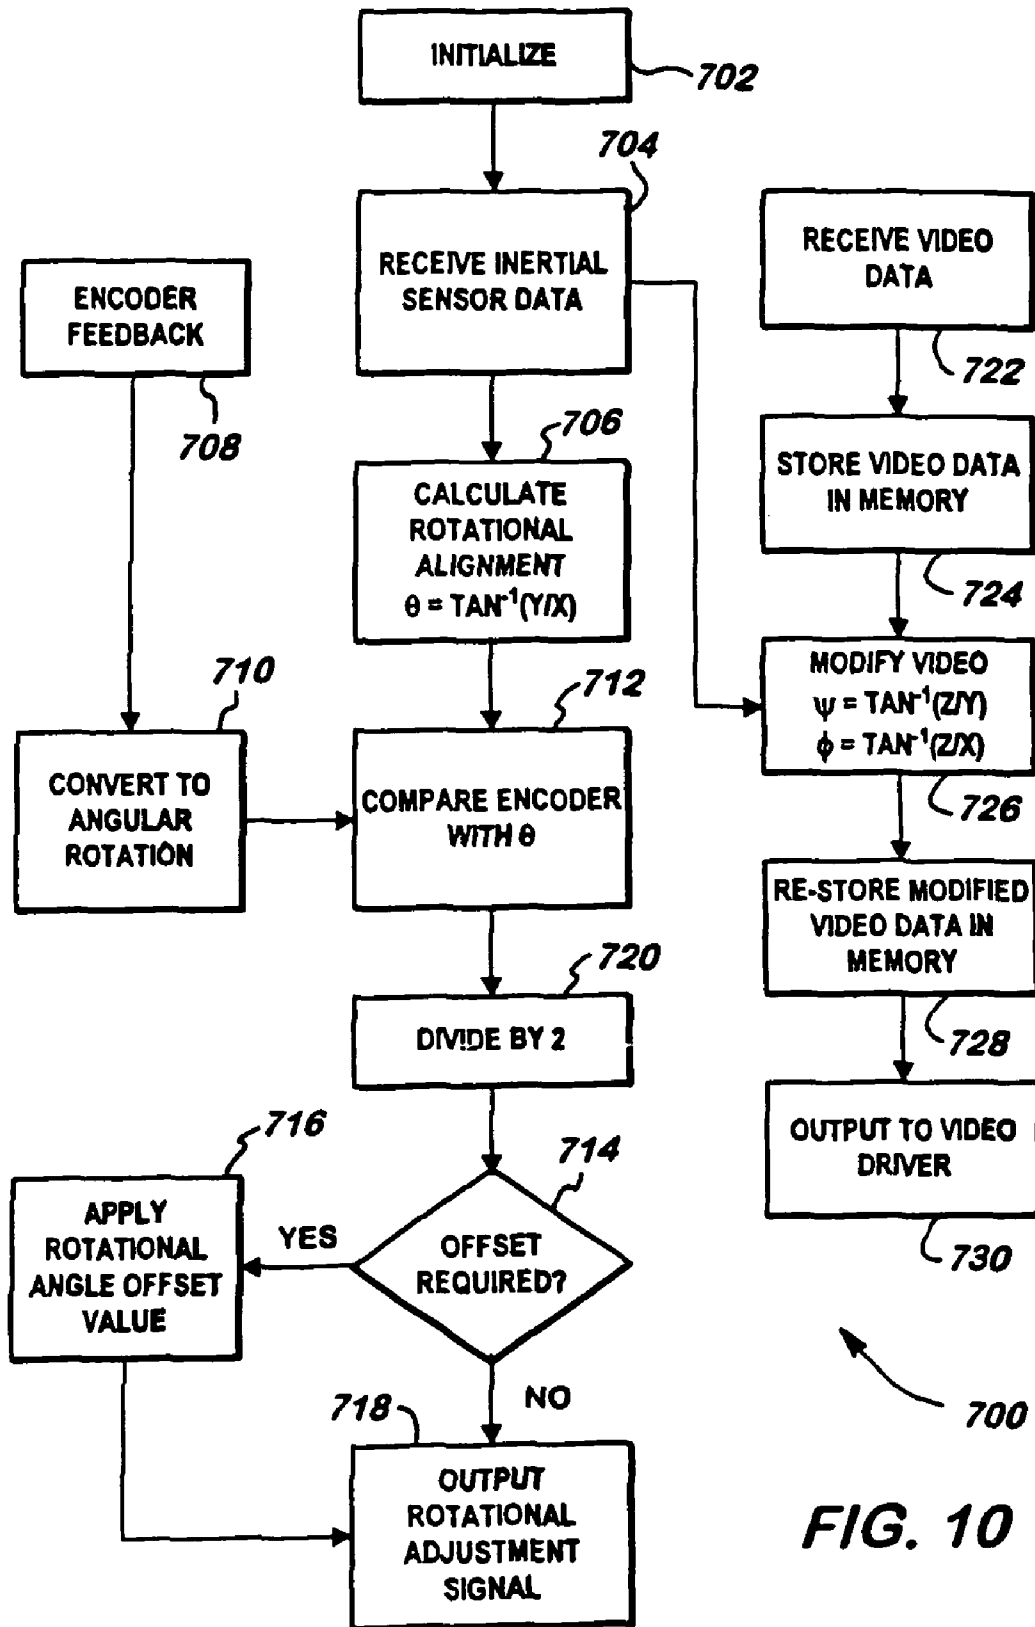 INITIALIZE
702
704
RECEIVE INERTIAL
SENSOR DATA
RECEIVE VIDEO
DATA
722
ENCODER
FEEDBACK
708
706
CALCULATE
ROTATIONAL
ALIGNMENT
θ = TAN⁻¹(Y/X)
STORE VIDEO DATA
IN MEMORY
724
710
CONVERT TO
ANGULAR
ROTATION
712
COMPARE ENCODER
WITH θ
MODIFY VIDEO
ψ = TAN⁻¹(Z/Y)
ϕ = TAN⁻¹(Z/X)
726
RE-STORE MODIFIED
VIDEO DATA IN
MEMORY
728
720
DIVIDE BY 2
716
APPLY
ROTATIONAL
ANGLE OFFSET
VALUE
YES
714
OFFSET
REQUIRED?
NO
OUTPUT TO VIDEO
DRIVER
730
718
OUTPUT
ROTATIONAL
ADJUSTMENT
SIGNAL
700
FIG. 10